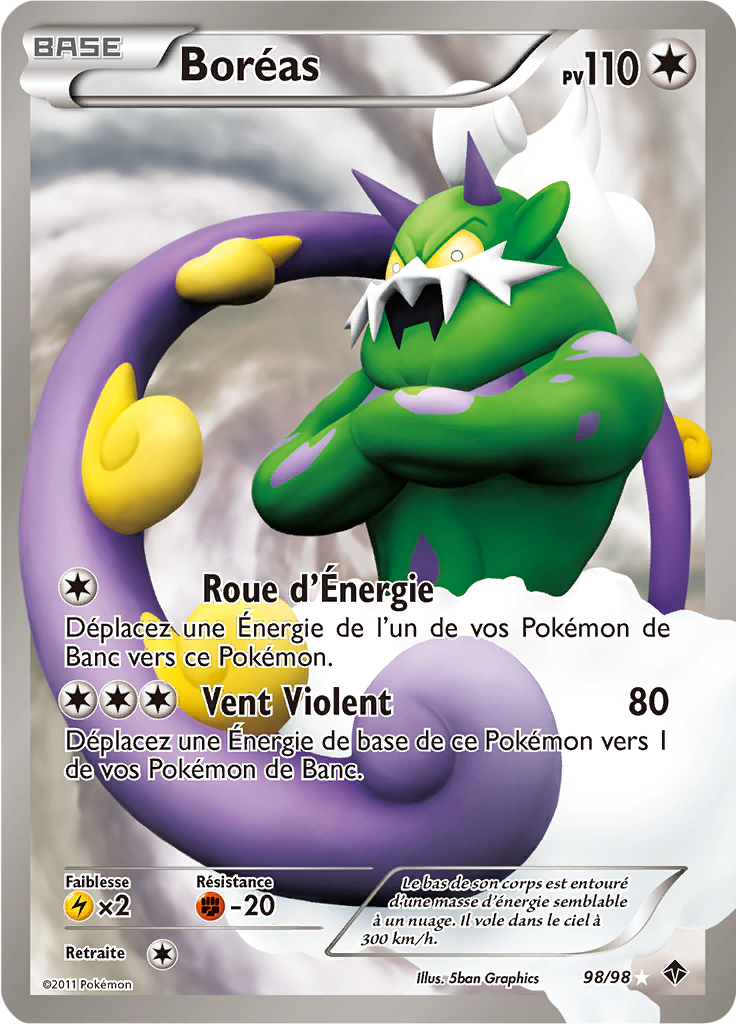 BASE
Boréas
PV110
Roue d'Énergie
Déplacez une Énergie de l'un de vos Pokémon de
Banc vers ce Pokémon.
Vent Violent 80
Déplacez une Énergie de base de ce Pokémon vers 1
de vos Pokémon de Banc.
Faiblesse
×2
Résistance
-20
Le bas de son corps est entouré
d'une masse d'énergie semblable
à un nuage. Il vole dans le ciel à
300 km/h.
Retraite
©2011 Pokémon
Illus. 5ban Graphics
98/98